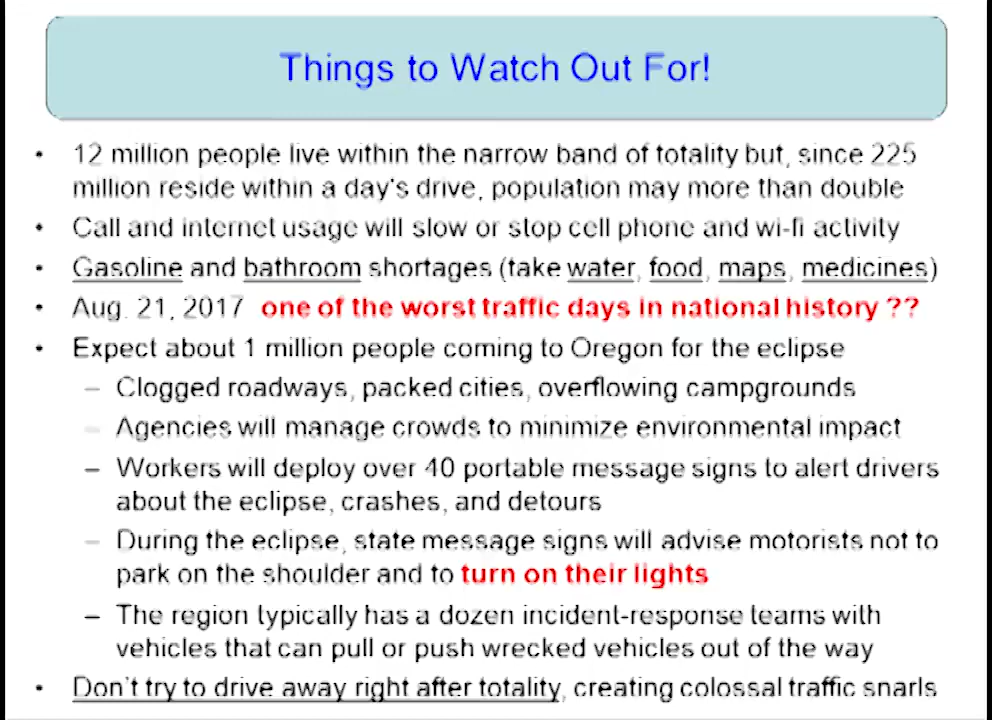 Things to Watch Out For!
• 12 million people live within the narrow band of totality but, since 225
million reside within a day's drive, population may more than double
• Call and internet usage will slow or stop cell phone and wi-fi activity
• Gasoline and bathroom shortages (take water, food, maps, medicines)
• Aug. 21, 2017 one of the worst traffic days in national history ??
• Expect about 1 million people coming to Oregon for the eclipse
– Clogged roadways, packed cities, overflowing campgrounds
– Agencies will manage crowds to minimize environmental impact
– Workers will deploy over 40 portable message signs to alert drivers
about the eclipse, crashes, and detours
– During the eclipse, state message signs will advise motorists not to
park on the shoulder and to turn on their lights
– The region typically has a dozen incident-response teams with
vehicles that can pull or push wrecked vehicles out of the way
• Don't try to drive away right after totality, creating colossal traffic snarls